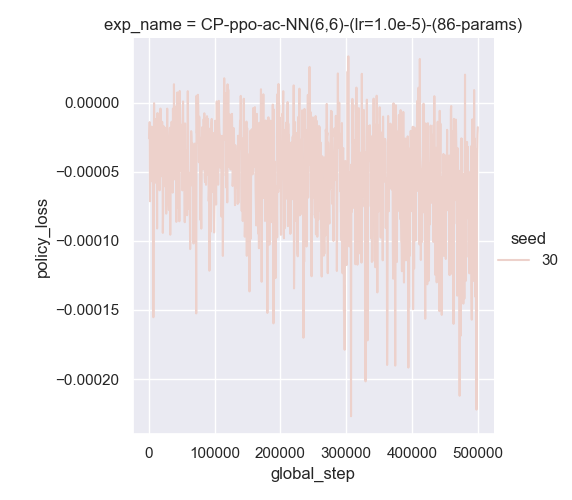 exp_name = CP-ppo-ac-NN(6,6)-(lr=1.0e-5)-(86-params)
0.00000
−0.00005
−0.00010
−0.00015
−0.00020
policy_loss
seed
30
0 100000 200000 300000 400000 500000
global_step